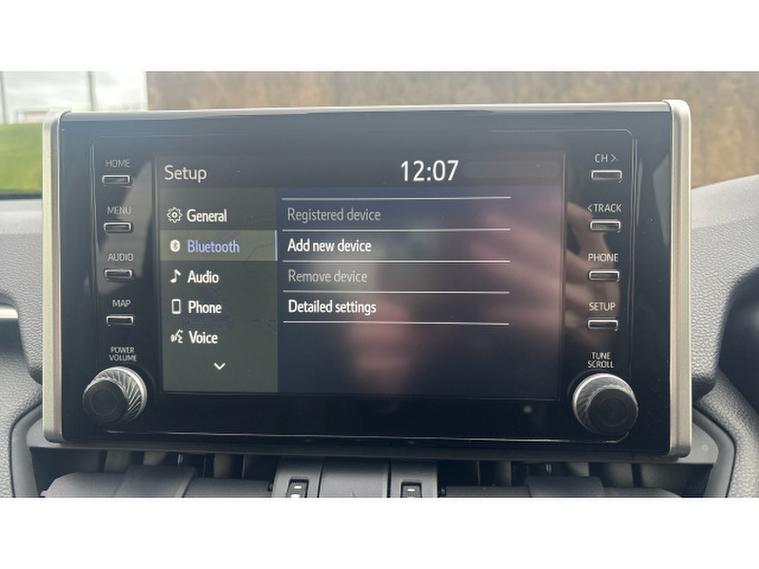 HOME
MENU
AUDIO
MAP
POWER
VOLUME
Setup
12:07
General
Bluetooth
Audio
Phone
Voice
Registered device
Add new device
Remove device
Detailed settings
CH >
< TRACK
PHONE
SETUP
TUNE
SCROLL